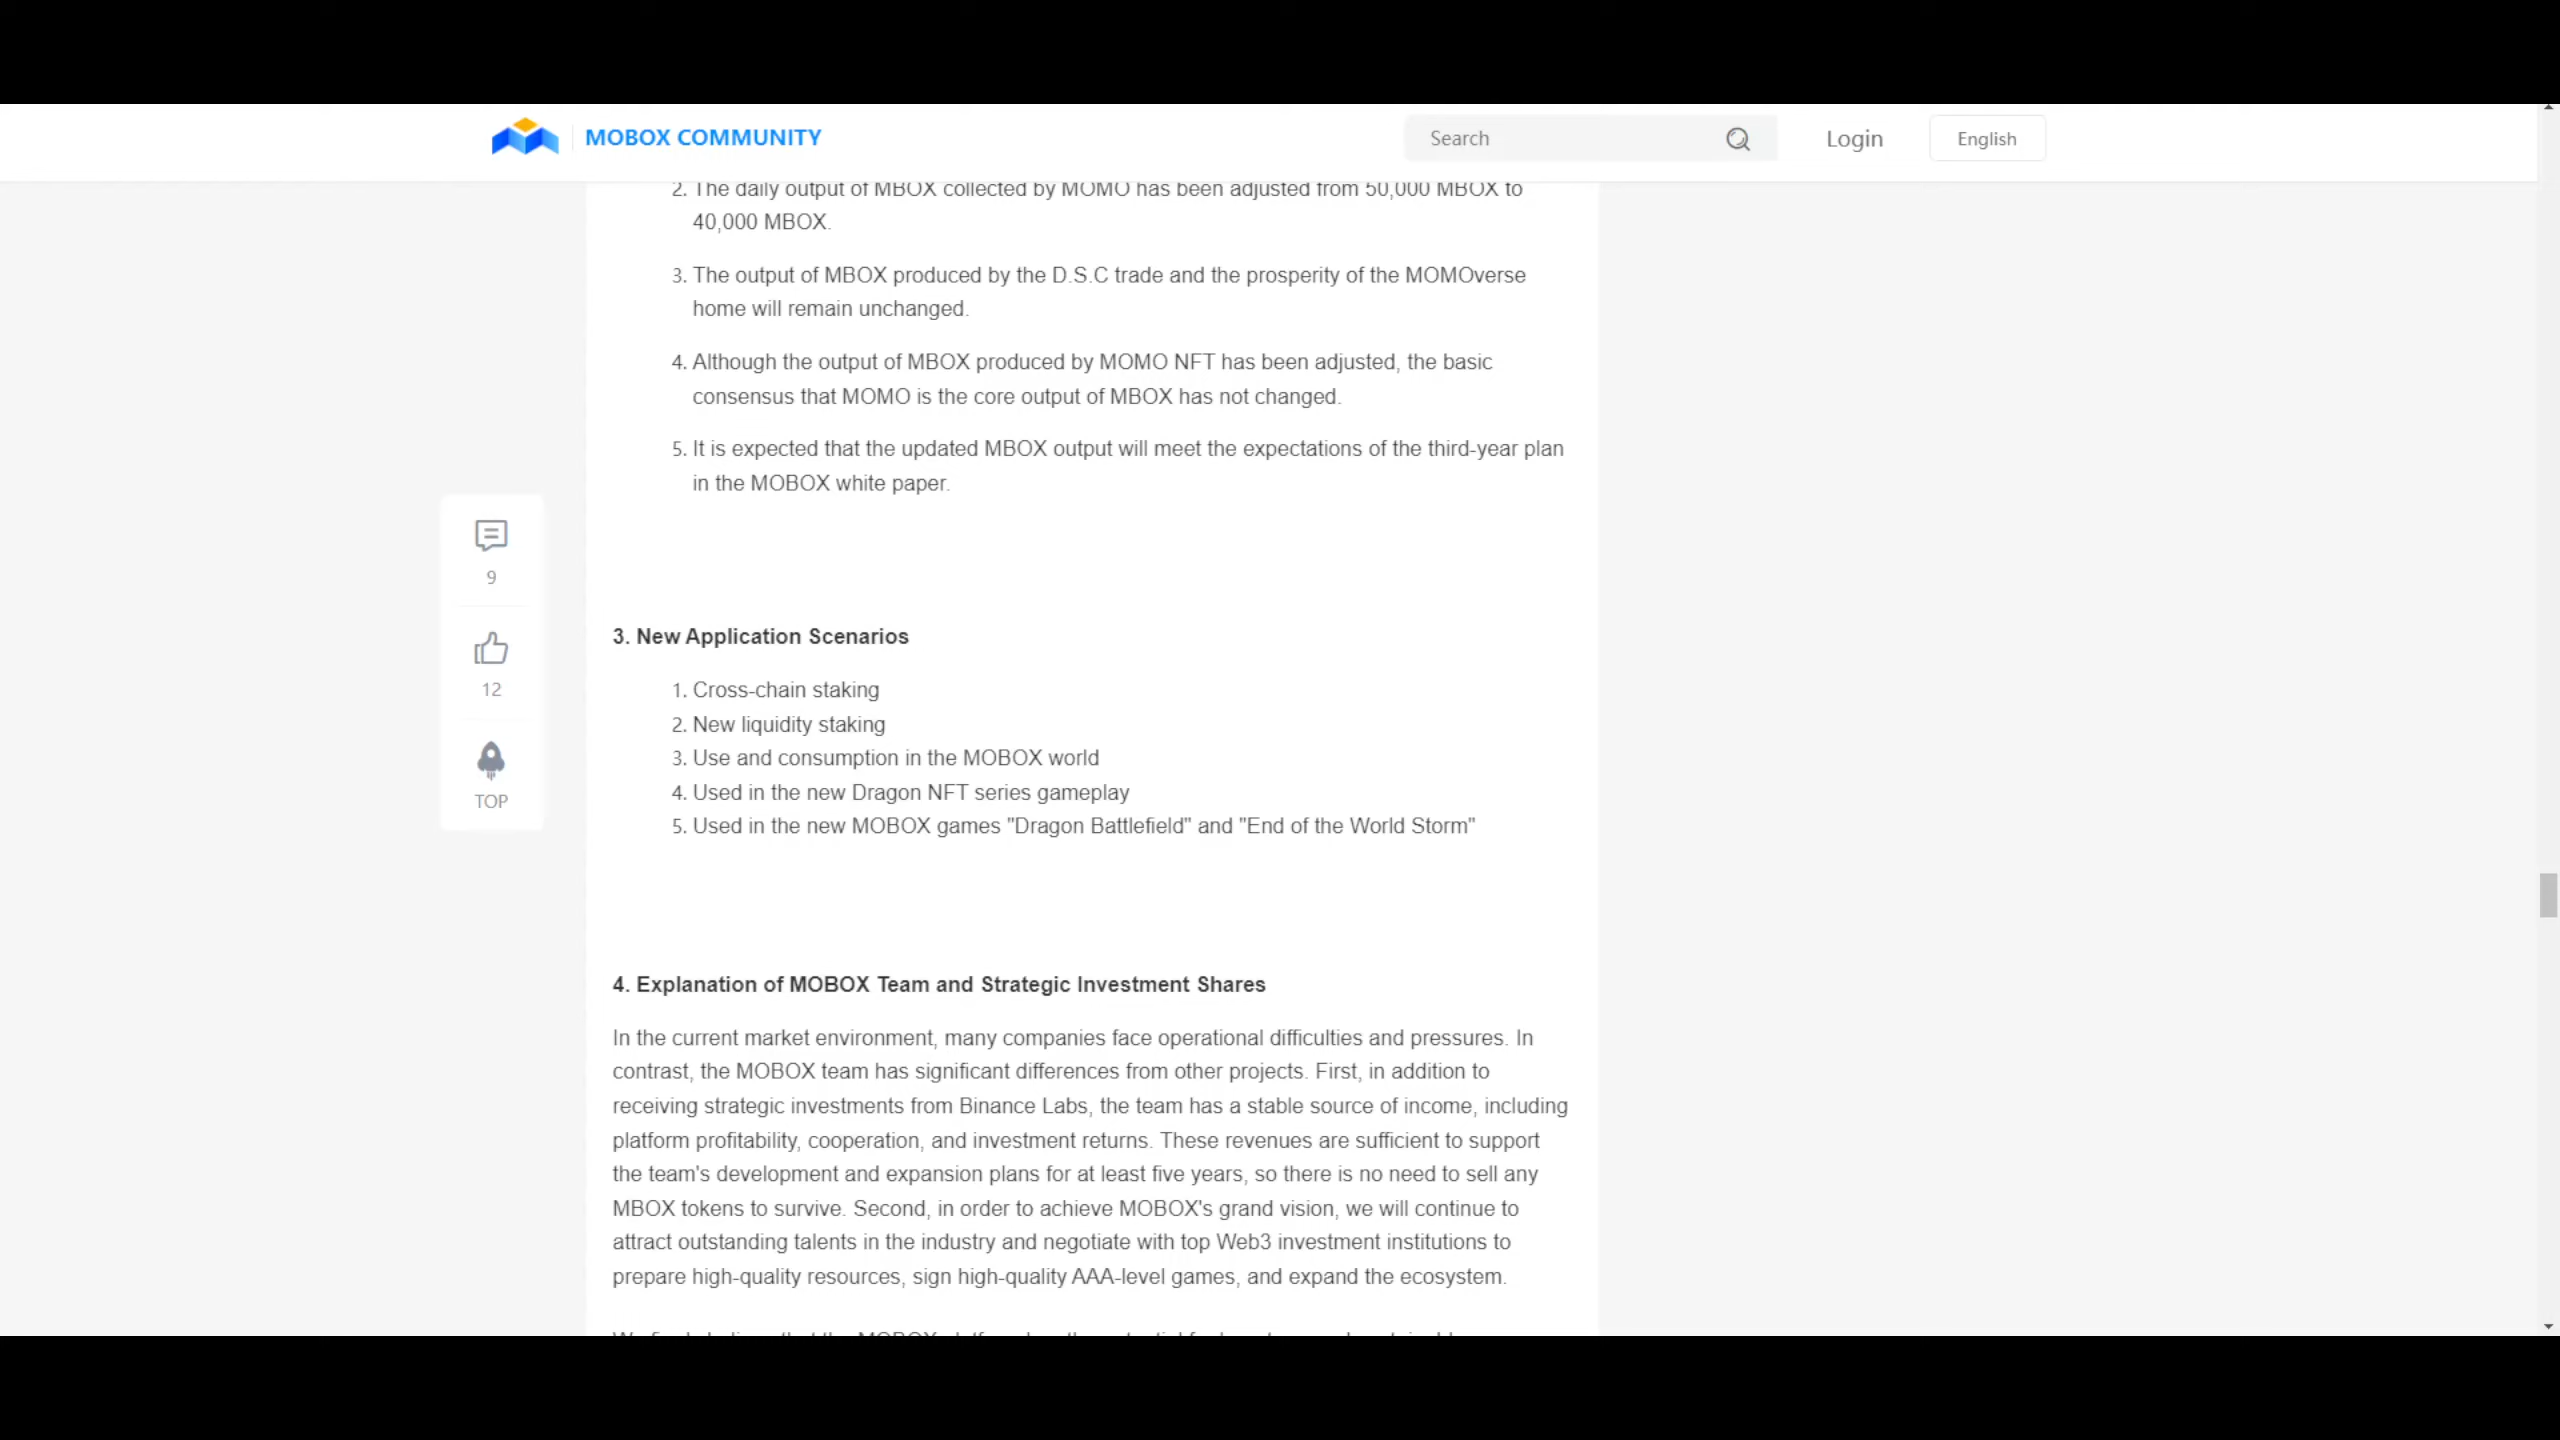 MOBOX COMMUNITY
Search
Login
English
2. The daily output of MBOX collected by MOMO has been adjusted from 50,000 MBOX to
40,000 MBOX.
3. The output of MBOX produced by the D.S.C trade and the prosperity of the MOMOverse
home will remain unchanged.
4. Although the output of MBOX produced by MOMO NFT has been adjusted, the basic
consensus that MOMO is the core output of MBOX has not changed.
5. It is expected that the updated MBOX output will meet the expectations of the third-year plan
in the MOBOX white paper.
9
12
TOP
3. New Application Scenarios
1. Cross-chain staking
2. New liquidity staking
3. Use and consumption in the MOBOX world
4. Used in the new Dragon NFT series gameplay
5. Used in the new MOBOX games "Dragon Battlefield" and "End of the World Storm"
4. Explanation of MOBOX Team and Strategic Investment Shares
In the current market environment, many companies face operational difficulties and pressures. In
contrast, the MOBOX team has significant differences from other projects. First, in addition to
receiving strategic investments from Binance Labs, the team has a stable source of income, including
platform profitability, cooperation, and investment returns. These revenues are sufficient to support
the team's development and expansion plans for at least five years, so there is no need to sell any
MBOX tokens to survive. Second, in order to achieve MOBOX's grand vision, we will continue to
attract outstanding talents in the industry and negotiate with top Web3 investment institutions to
prepare high-quality resources, sign high-quality AAA-level games, and expand the ecosystem.